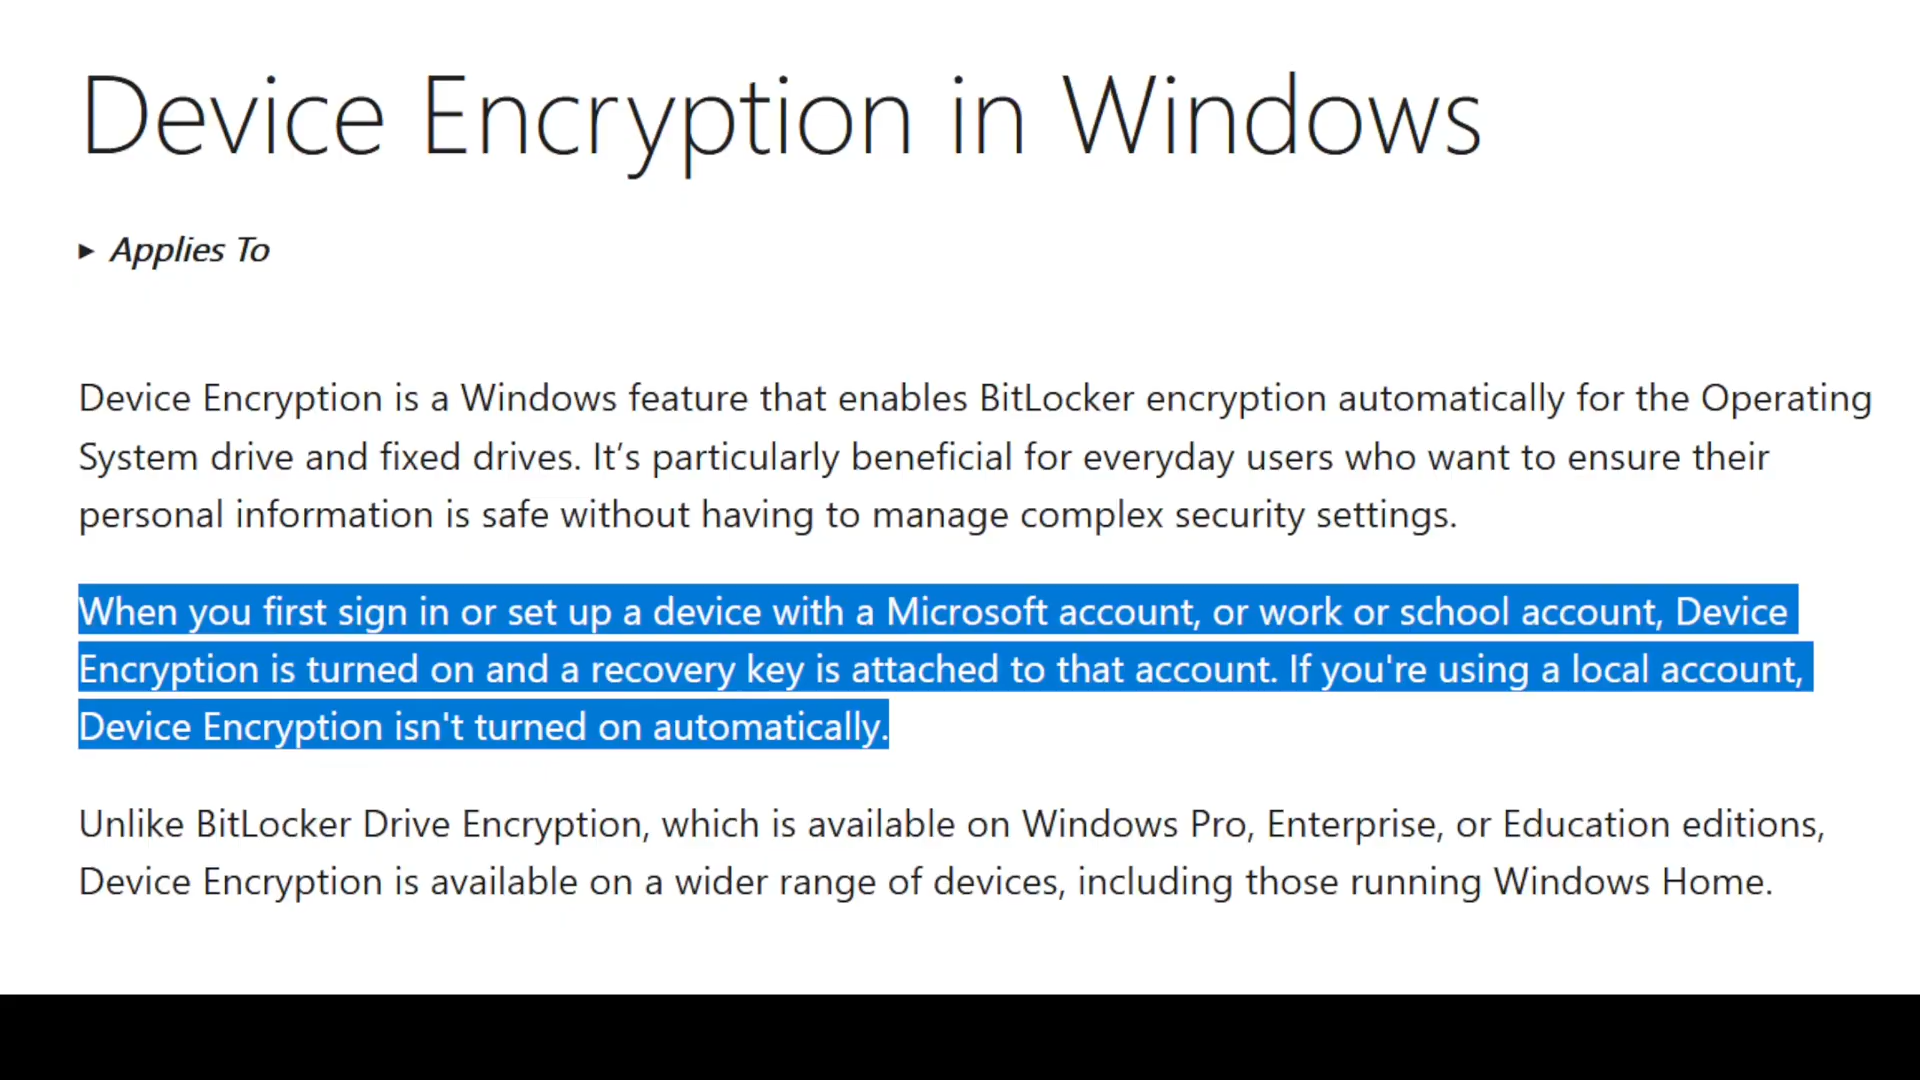 Device Encryption in Windows
▸ Applies To
Device Encryption is a Windows feature that enables BitLocker encryption automatically for the Operating
System drive and fixed drives. It’s particularly beneficial for everyday users who want to ensure their
personal information is safe without having to manage complex security settings.
When you first sign in or set up a device with a Microsoft account, or work or school account, Device
Encryption is turned on and a recovery key is attached to that account. If you're using a local account,
Device Encryption isn't turned on automatically.
Unlike BitLocker Drive Encryption, which is available on Windows Pro, Enterprise, or Education editions,
Device Encryption is available on a wider range of devices, including those running Windows Home.